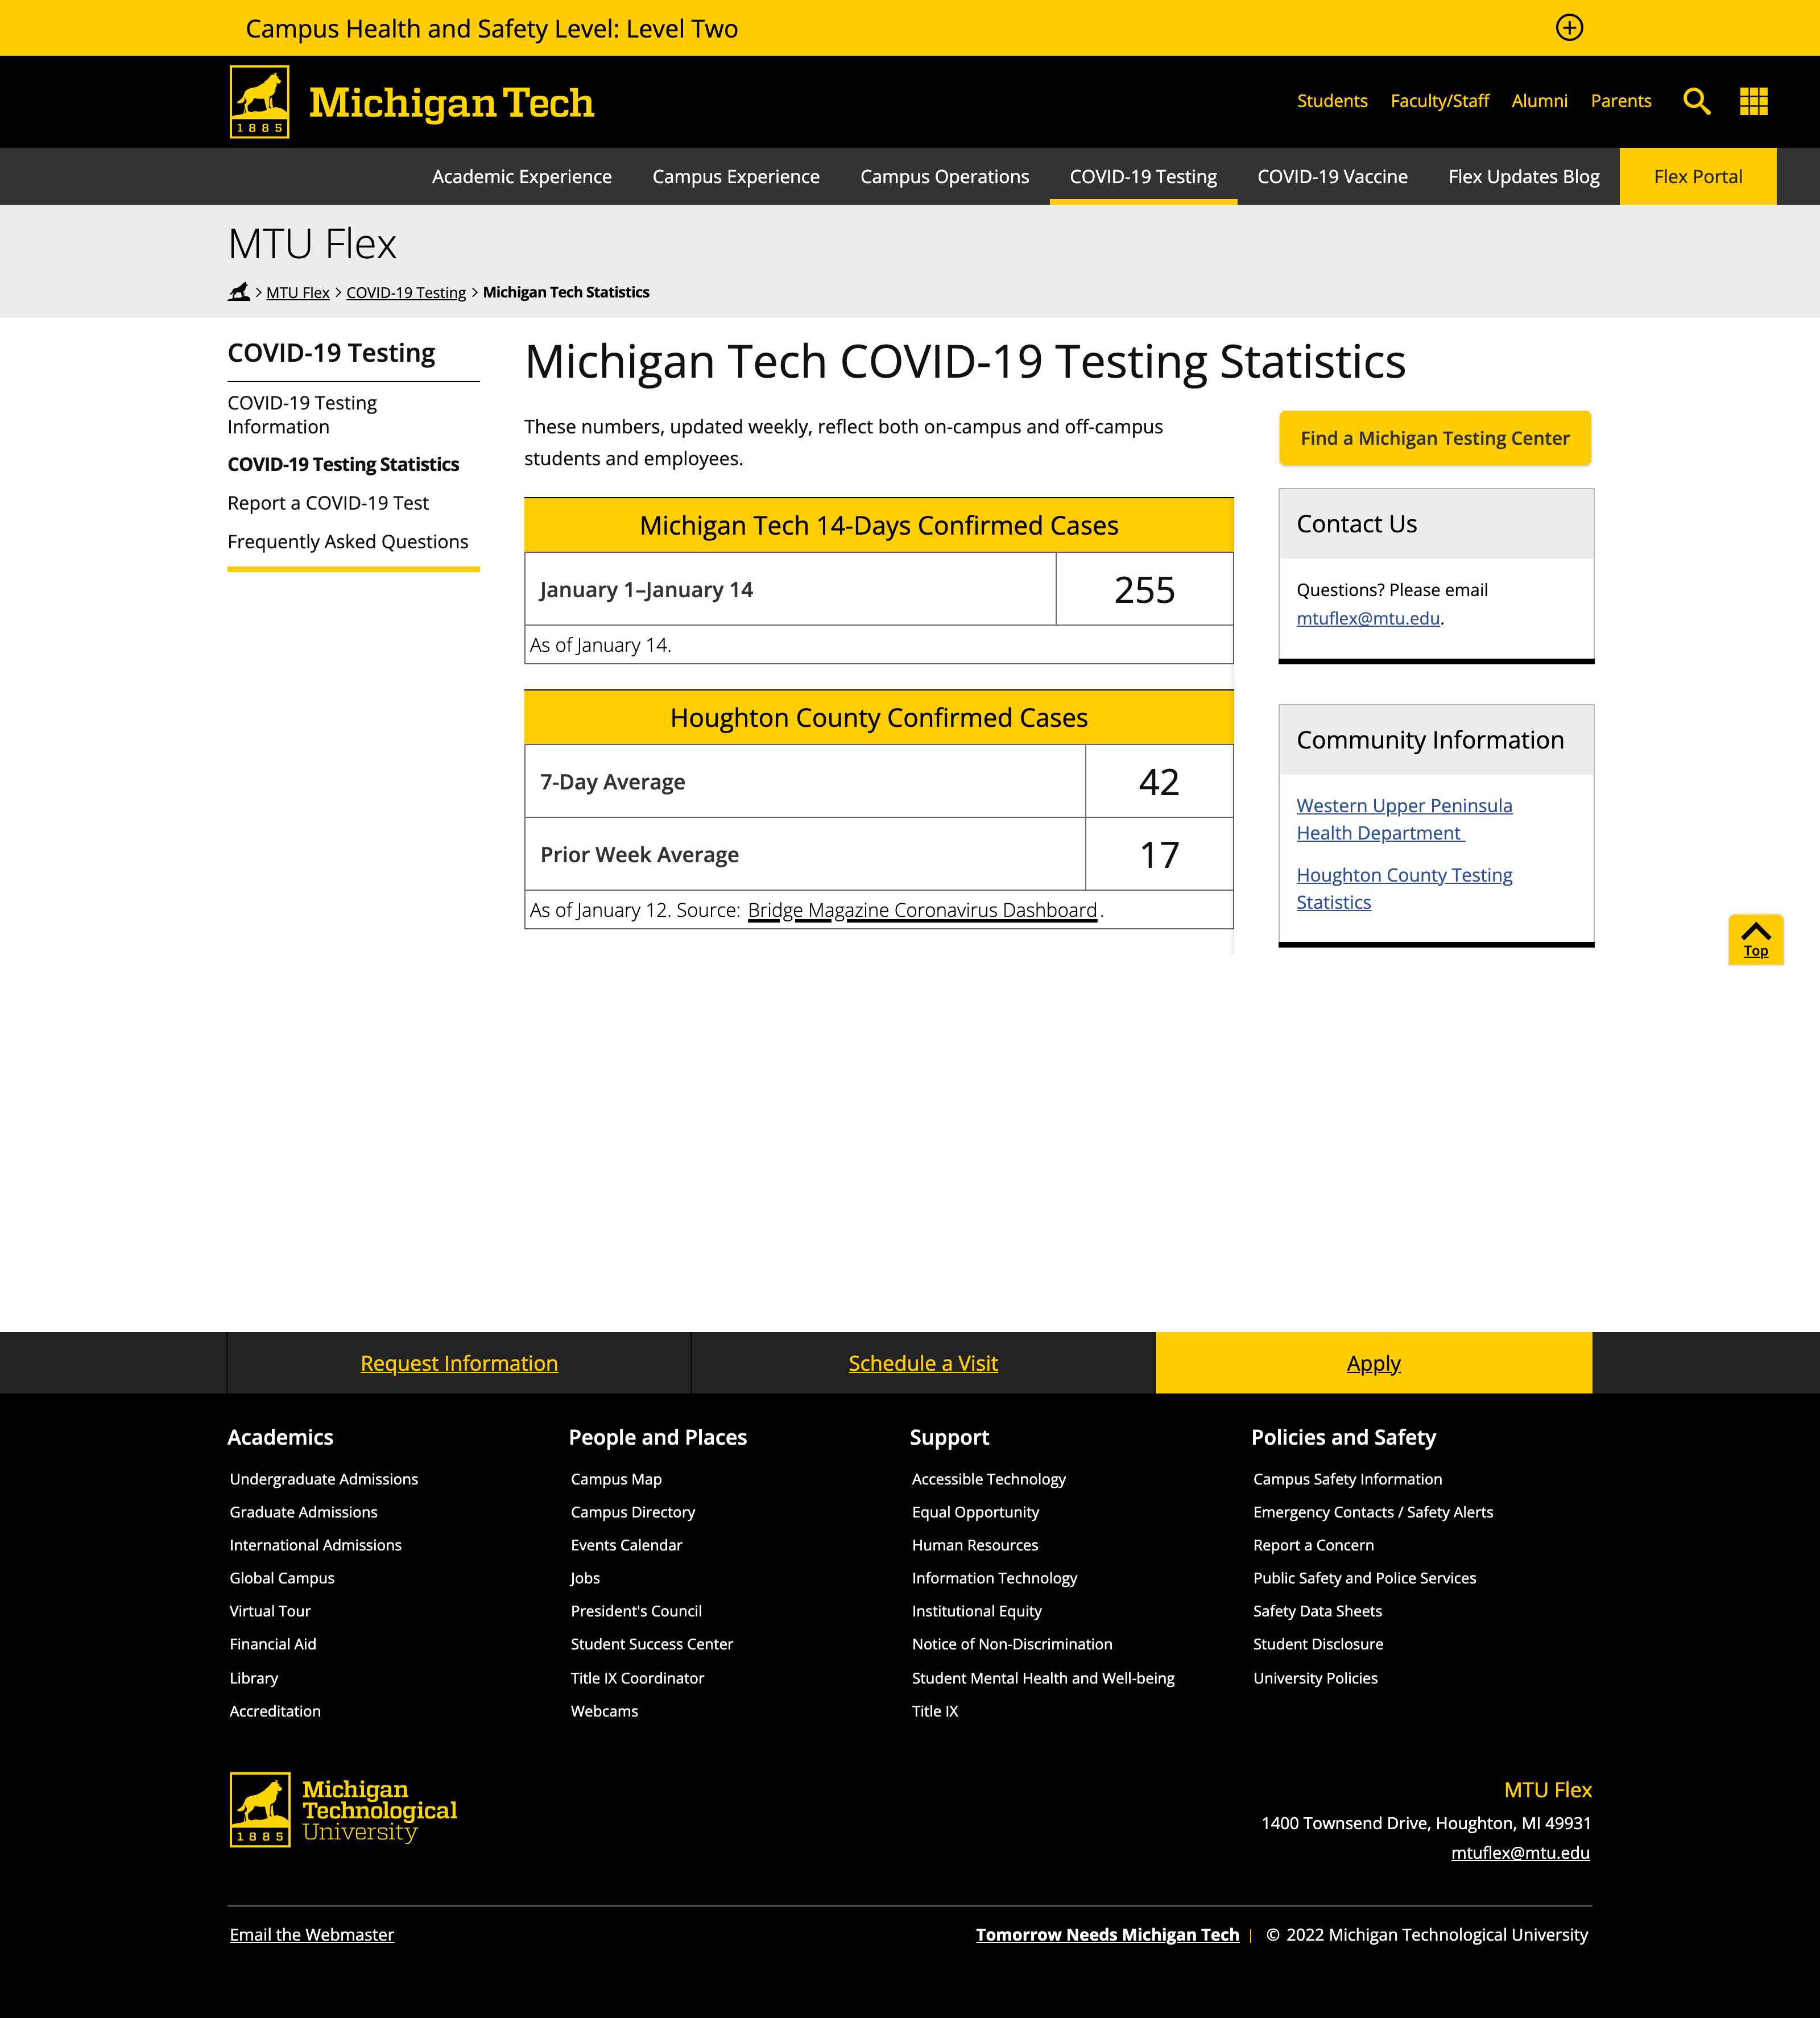 Campus Health and Safety Level: Level Two
1885
Michigan Tech
Students Faculty/Staff Alumni Parents
Academic Experience Campus Experience Campus Operations COVID-19 Testing COVID-19 Vaccine Flex Updates Blog Flex Portal
MTU Flex
> MTU Flex > COVID-19 Testing > Michigan Tech Statistics
COVID-19 Testing
COVID-19 Testing
Information
COVID-19 Testing Statistics
Report a COVID-19 Test
Frequently Asked Questions
Michigan Tech COVID-19 Testing Statistics
These numbers, updated weekly, reflect both on-campus and off-campus
students and employees.
Michigan Tech 14-Days Confirmed Cases
January 1–January 14 255
As of January 14.
Houghton County Confirmed Cases
7-Day Average 42
Prior Week Average 17
As of January 12. Source: Bridge Magazine Coronavirus Dashboard.
Find a Michigan Testing Center
Contact Us
Questions? Please email
mtuflex@mtu.edu.
Community Information
Western Upper Peninsula
Health Department
Houghton County Testing
Statistics
Top
Request Information Schedule a Visit Apply
Academics
Undergraduate Admissions
Graduate Admissions
International Admissions
Global Campus
Virtual Tour
Financial Aid
Library
Accreditation
People and Places
Campus Map
Campus Directory
Events Calendar
Jobs
President's Council
Student Success Center
Title IX Coordinator
Webcams
Support
Accessible Technology
Equal Opportunity
Human Resources
Information Technology
Institutional Equity
Notice of Non-Discrimination
Student Mental Health and Well-being
Title IX
Policies and Safety
Campus Safety Information
Emergency Contacts / Safety Alerts
Report a Concern
Public Safety and Police Services
Safety Data Sheets
Student Disclosure
University Policies
1885
Michigan
Technological
University
MTU Flex
1400 Townsend Drive, Houghton, MI 49931
mtuflex@mtu.edu
Email the Webmaster
Tomorrow Needs Michigan Tech | © 2022 Michigan Technological University